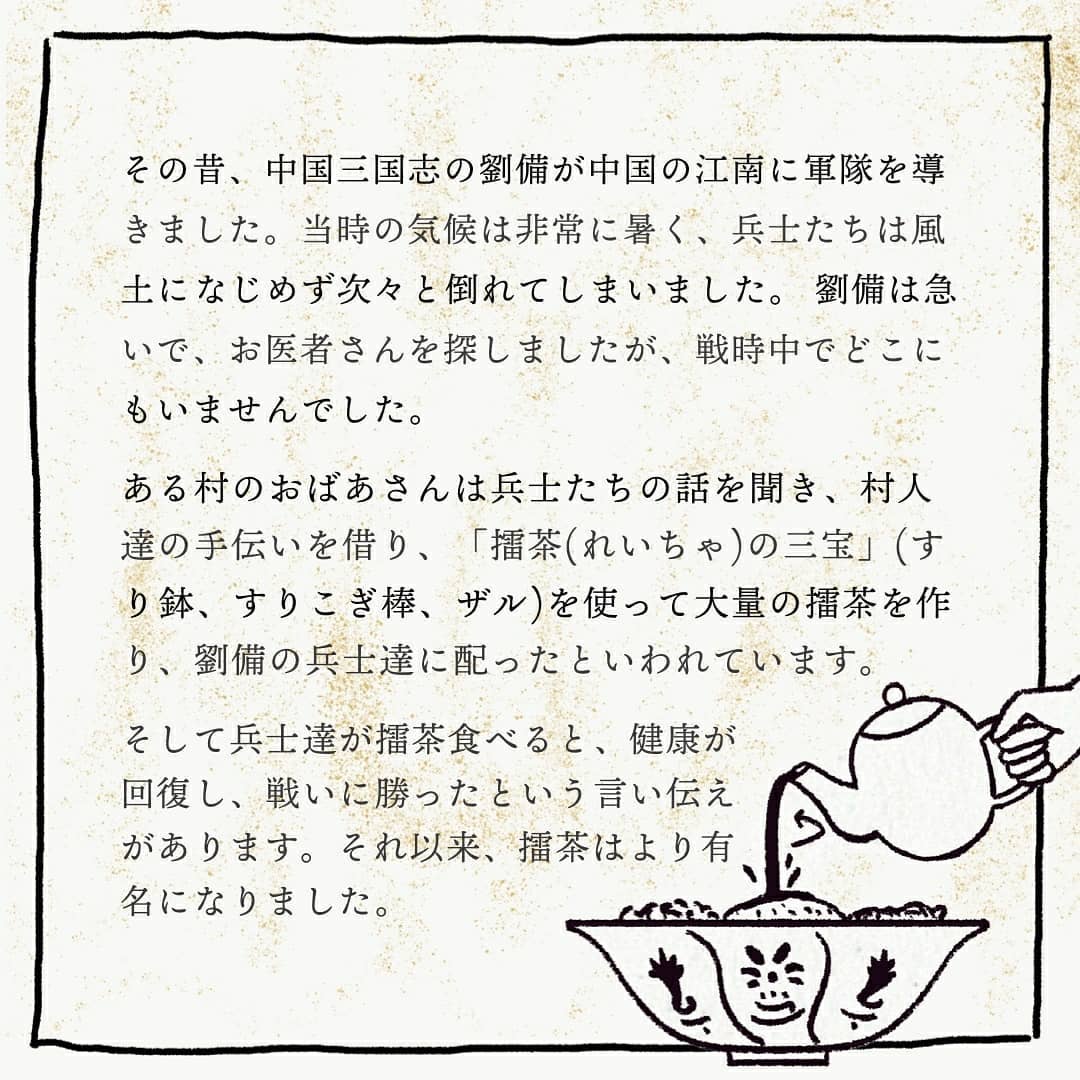 その昔、中国三国志の劉備が中国の江南に軍隊を導
きました。当時の気候は非常に暑く、兵士たちは風
土になじめず次々と倒れてしまいました。 劉備は急
いで、お医者さんを探しましたが、戦時中でどこに
もいませんでした。
ある村のおばあさんは兵士たちの話を聞き、村人
達の手伝いを借り、「擂茶(れいちゃ)の三宝」(す
り鉢、すりこぎ棒、ザル)を使って大量の擂茶を作
り、劉備の兵士達に配ったといわれています。
そして兵士達が擂茶食べると、健康が
回復し、戦いに勝ったという言い伝え
があります。それ以来、擂茶はより有
名になりました。